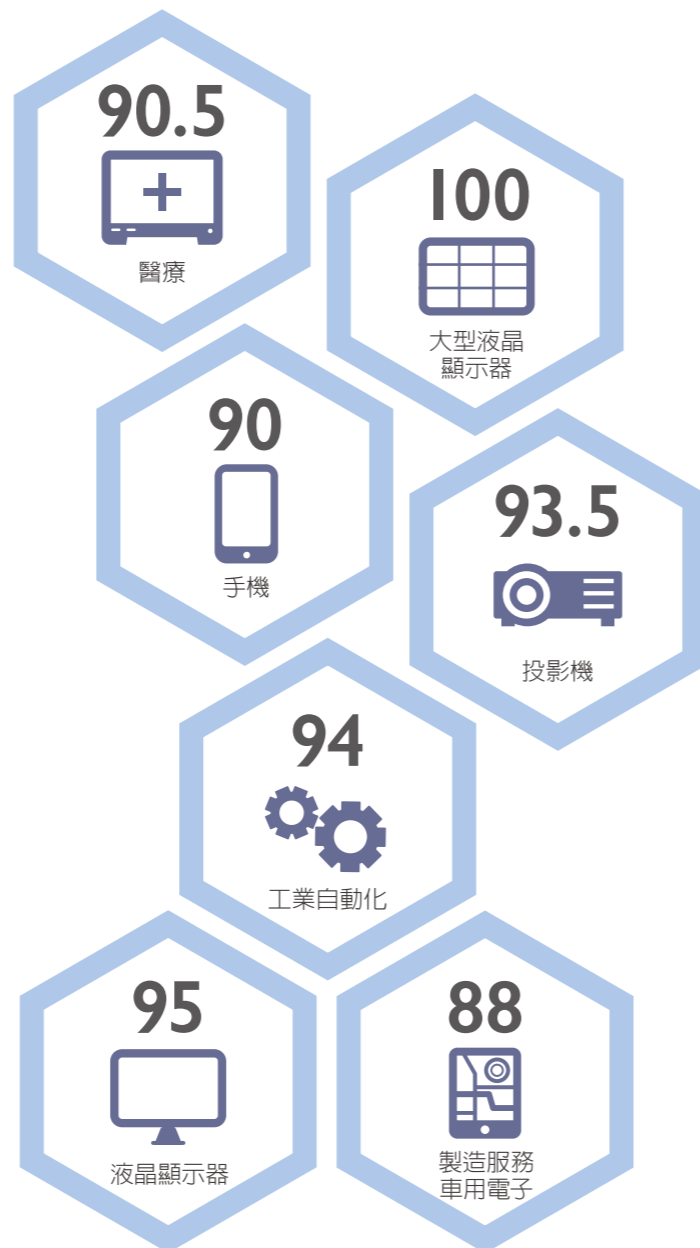 90.5
醫療
100
大型液晶
顯示器
90
手機
93.5
投影機
94
工業自動化
95
液晶顯示器
88
製造服務
車用電子